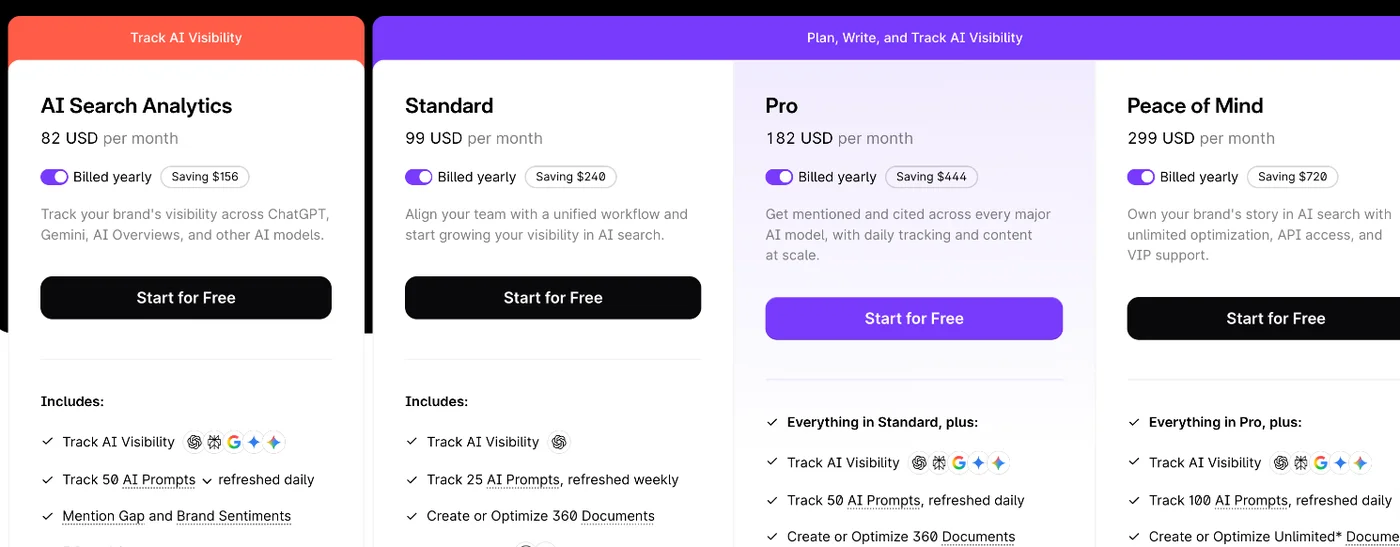 Track AI Visibility
Plan, Write, and Track AI Visibility
AI Search Analytics
82 USD per month
Billed yearly
Saving $156
Track your brand's visibility across ChatGPT,
Gemini, AI Overviews, and other AI models.
Start for Free
Includes:
Track AI Visibility
Track 50 AI Prompts refreshed daily
Mention Gap and Brand Sentiments
Standard
99 USD per month
Billed yearly
Saving $240
Align your team with a unified workflow and
start growing your visibility in AI search.
Start for Free
Includes:
Track AI Visibility
Track 25 AI Prompts, refreshed weekly
Create or Optimize 360 Documents
Pro
182 USD per month
Billed yearly
Saving $444
Get mentioned and cited across every major
AI model, with daily tracking and content
at scale.
Start for Free
Everything in Standard, plus:
Track AI Visibility
Track 50 AI Prompts, refreshed daily
Create or Optimize 360 Documents
Peace of Mind
299 USD per month
Billed yearly
Saving $720
Own your brand's story in AI search with
unlimited optimization, API access, and
VIP support.
Start for Free
Everything in Pro, plus:
Track AI Visibility
Track 100 AI Prompts, refreshed daily
Create or Optimize Unlimited*